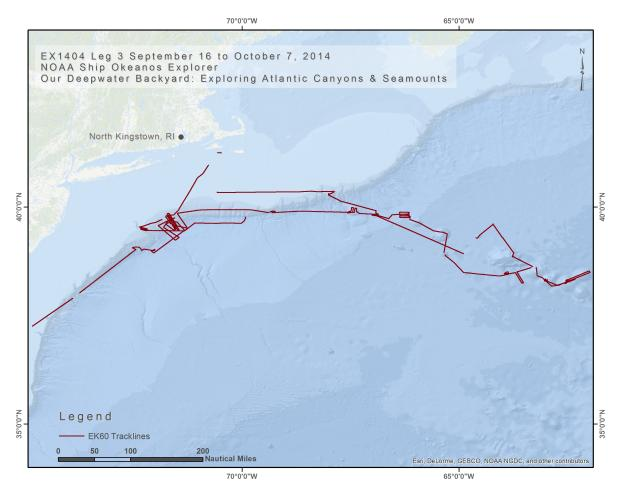 70°0'0"W 65°0'0"W
EX1404 Leg 3 September 16 to October 7, 2014
NOAA Ship Okeanos Explorer
Our Deepwater Backyard: Exploring Atlantic Canyons & Seamounts
N
North Kingstown, RI
40°0'0"N 40°0'0"N
35°0'0"N 35°0'0"N
Legend
EK60 Tracklines
0 50 100 200
Nautical Miles
Esri, DeLorme, GEBCO, NOAA NGDC, and other contributors
70°0'0"W 65°0'0"W